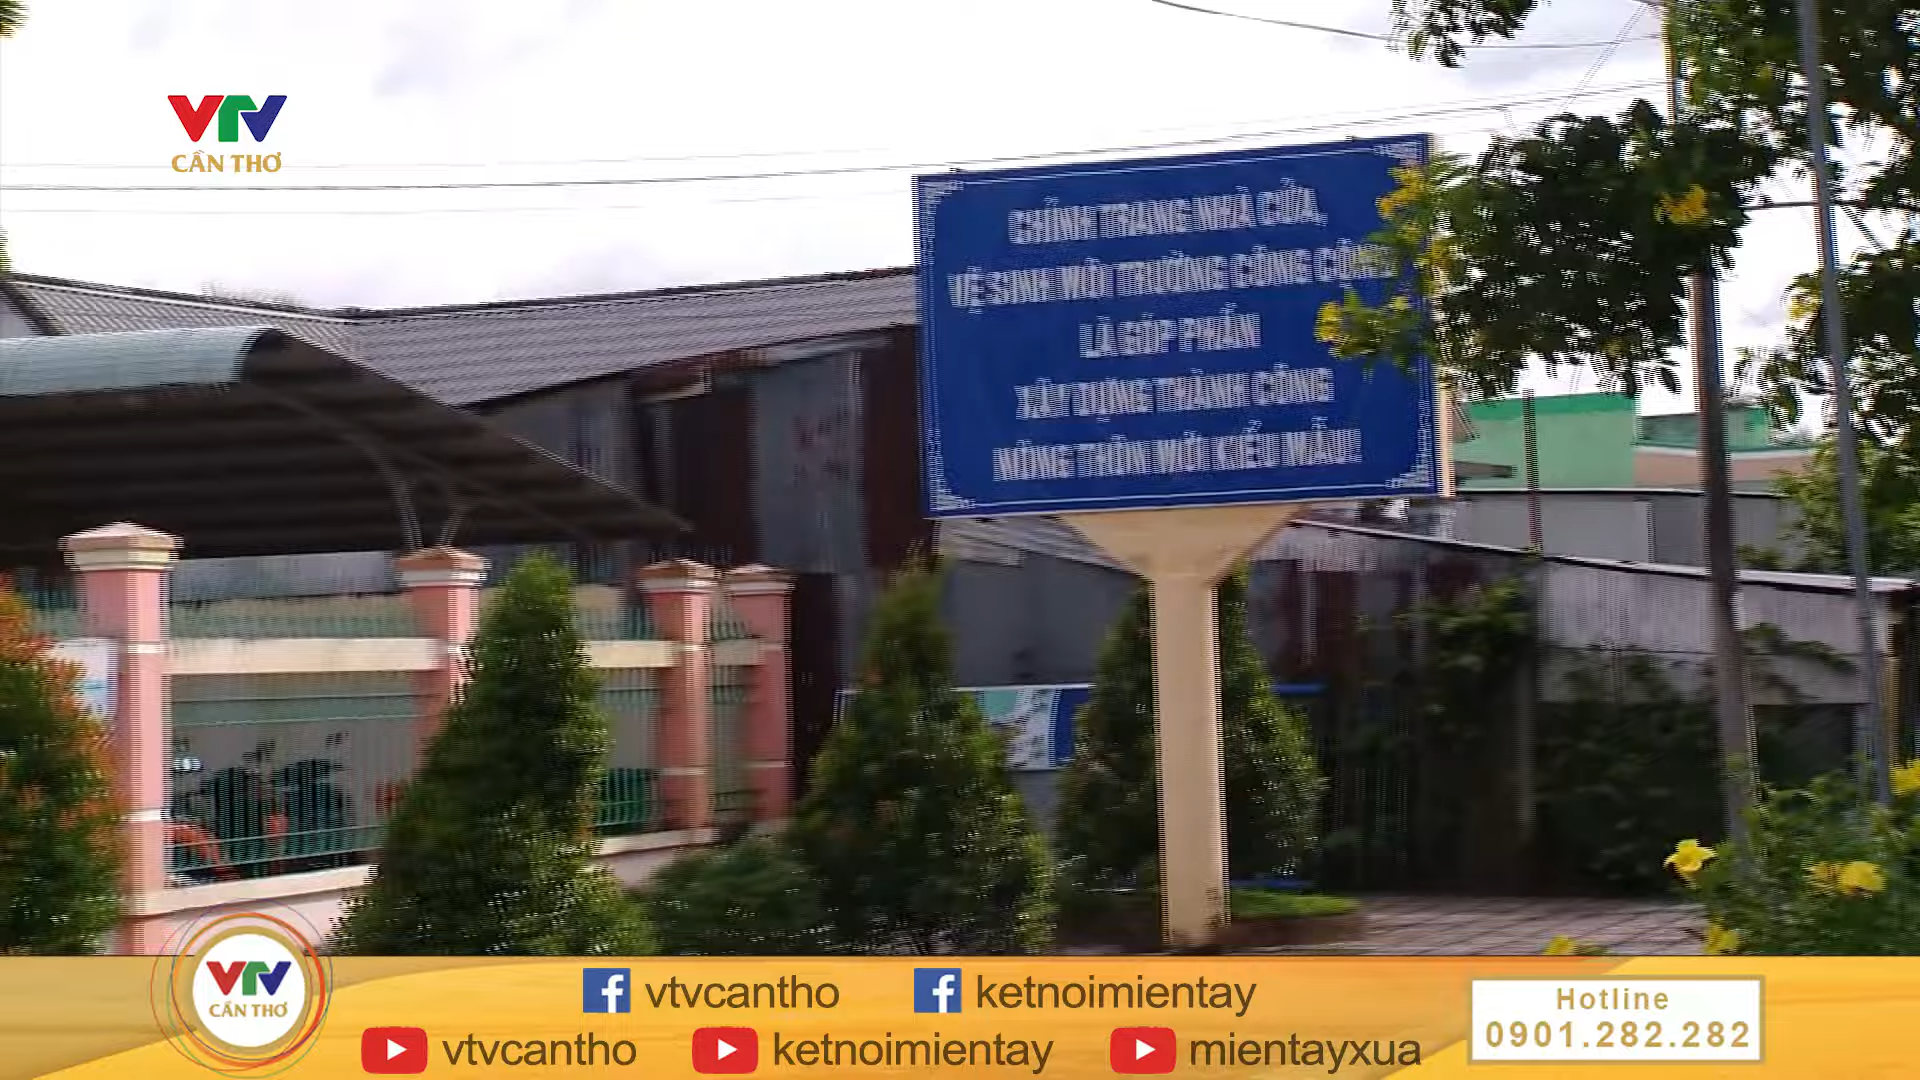 VTV
CẦN THƠ
CHỈNH TRANG NHÀ CỬA,
VỆ SINH MÔI TRƯỜNG CÔNG CỘNG
LÀ GÓP PHẦN
XÂY DỰNG THÀNH CÔNG
NÔNG THÔN MỚI KIỂU MẪU!
VTV
CẦN THƠ
vtvcantho
ketnoimientay
vtvcantho
ketnoimientay
mientayxua
Hotline
0901.282.282